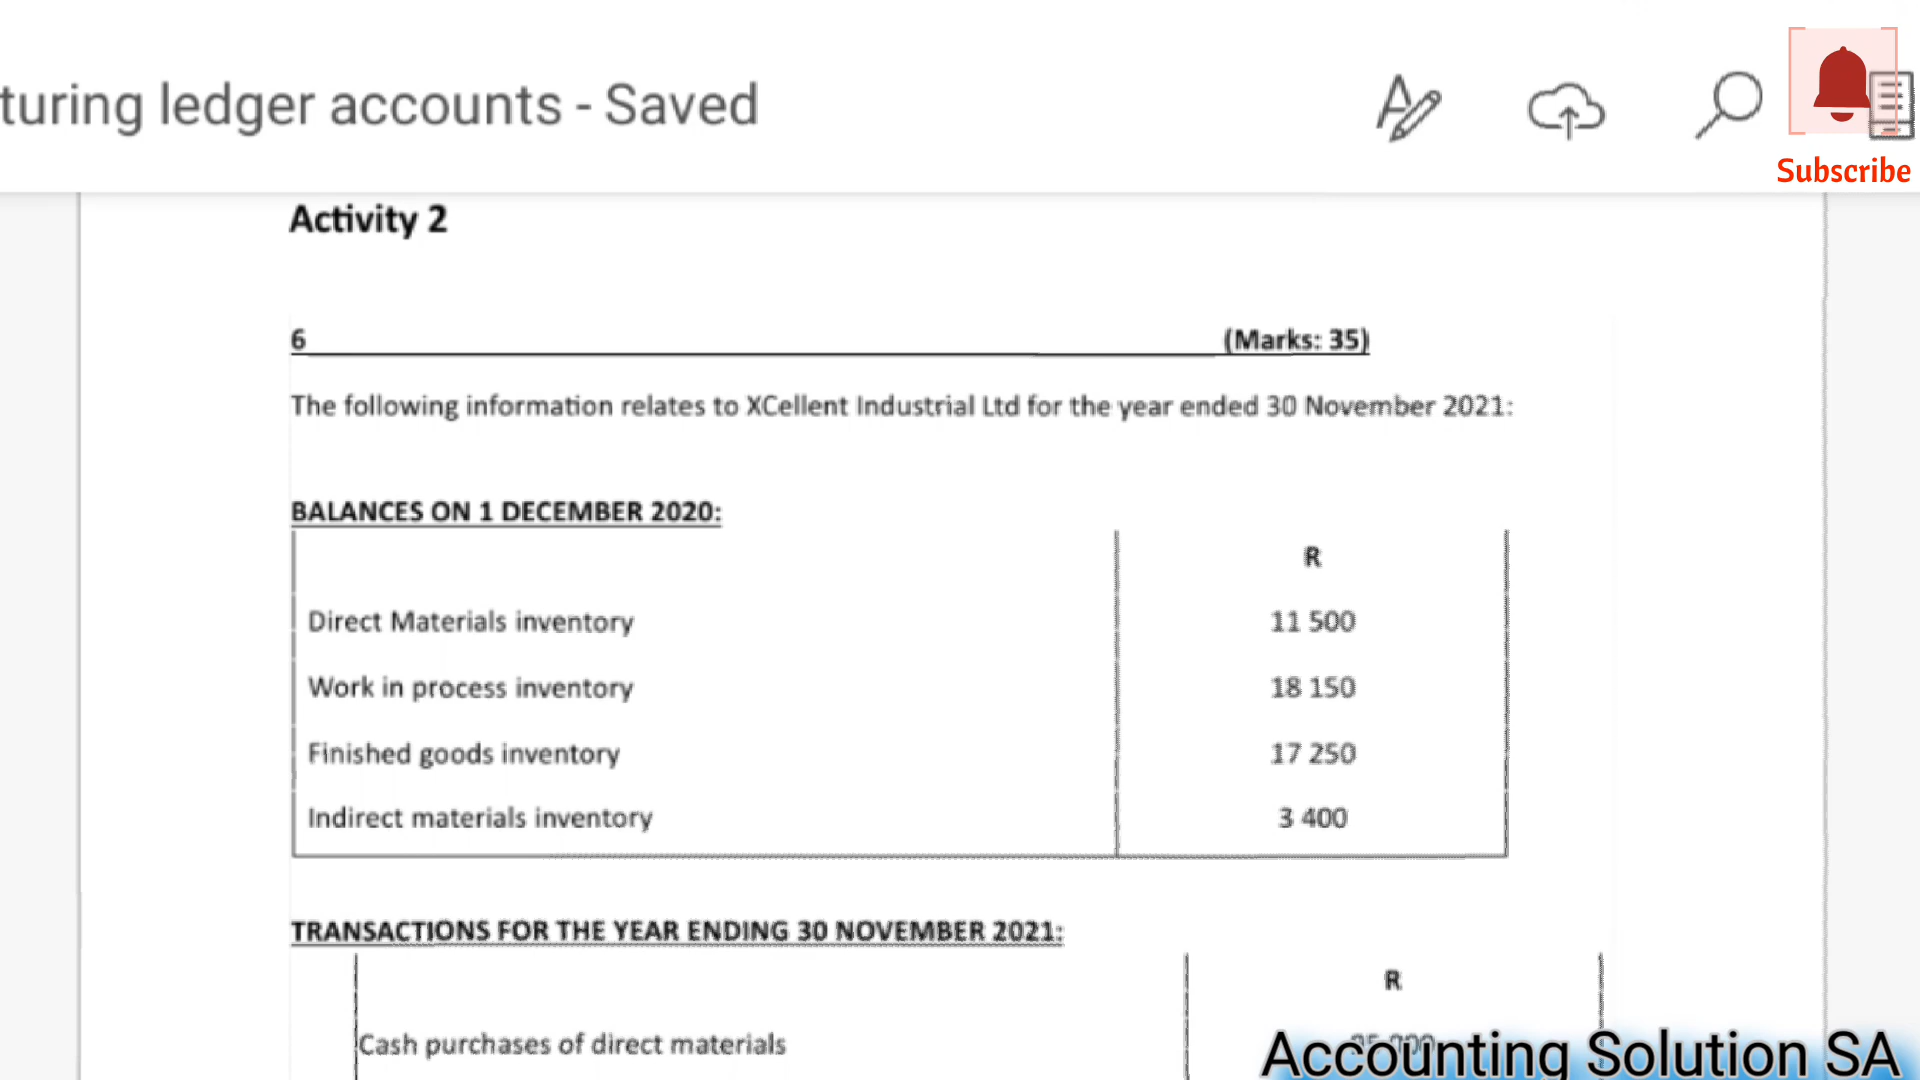 turing ledger accounts - Saved
Subscribe
Activity 2
6 (Marks: 35)
The following information relates to XCellent Industrial Ltd for the year ended 30 November 2021:
BALANCES ON 1 DECEMBER 2020:
R
Direct Materials inventory 11 500
Work in process inventory 18 150
Finished goods inventory 17 250
Indirect materials inventory 3 400
TRANSACTIONS FOR THE YEAR ENDING 30 NOVEMBER 2021:
R
Cash purchases of direct materials
Accounting Solution SA